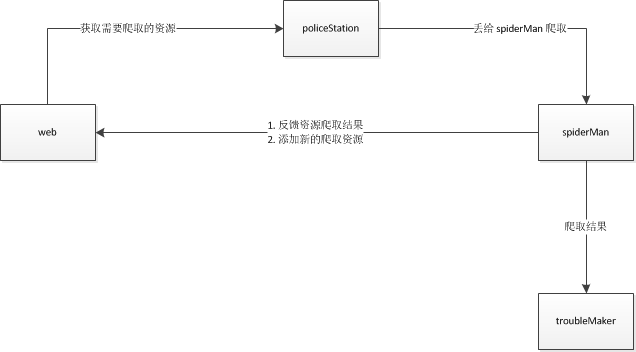 获取需要爬取的资源
policeStation
丢给 spiderMan 爬取
web
1. 反馈资源爬取结果
2. 添加新的爬取资源
spiderMan
爬取结果
troubleMaker